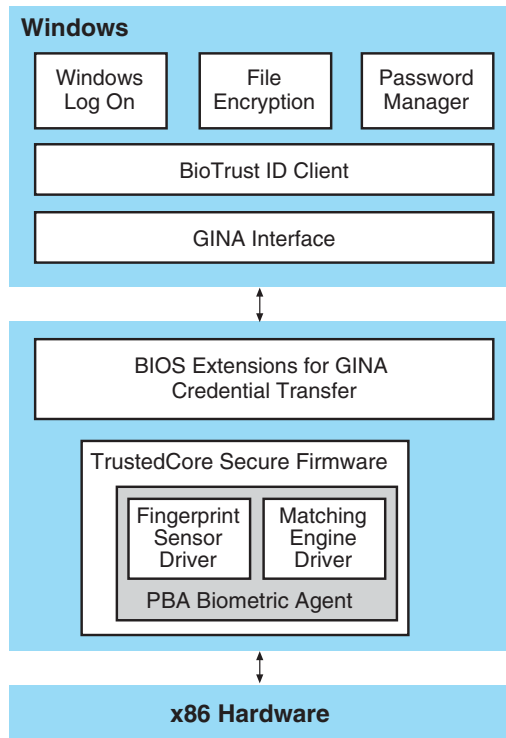 Windows
Windows
Log On
File
Encryption
Password
Manager
BioTrust ID Client
GINA Interface
BIOS Extensions for GINA
Credential Transfer
TrustedCore Secure Firmware
Fingerprint
Sensor
Driver
Matching
Engine
Driver
PBA Biometric Agent
x86 Hardware